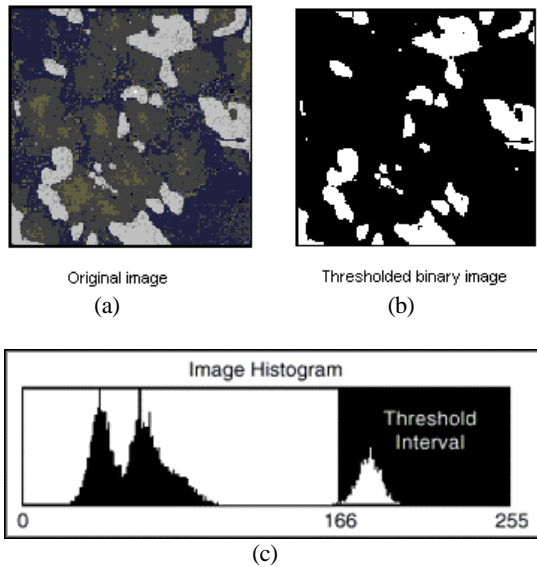 Original image
Thresholded binary image
(a)
(b)
Image Histogram
Threshold
Interval
0
166
255
(c)